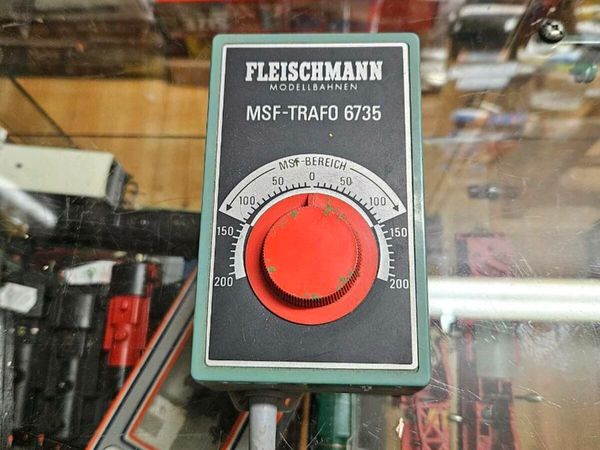 FLEISCHMANN
MODELLBAHNEN
MSF-TRAFO 6735
MSF-BEREICH
50 0 50
100 100
150 150
200 200